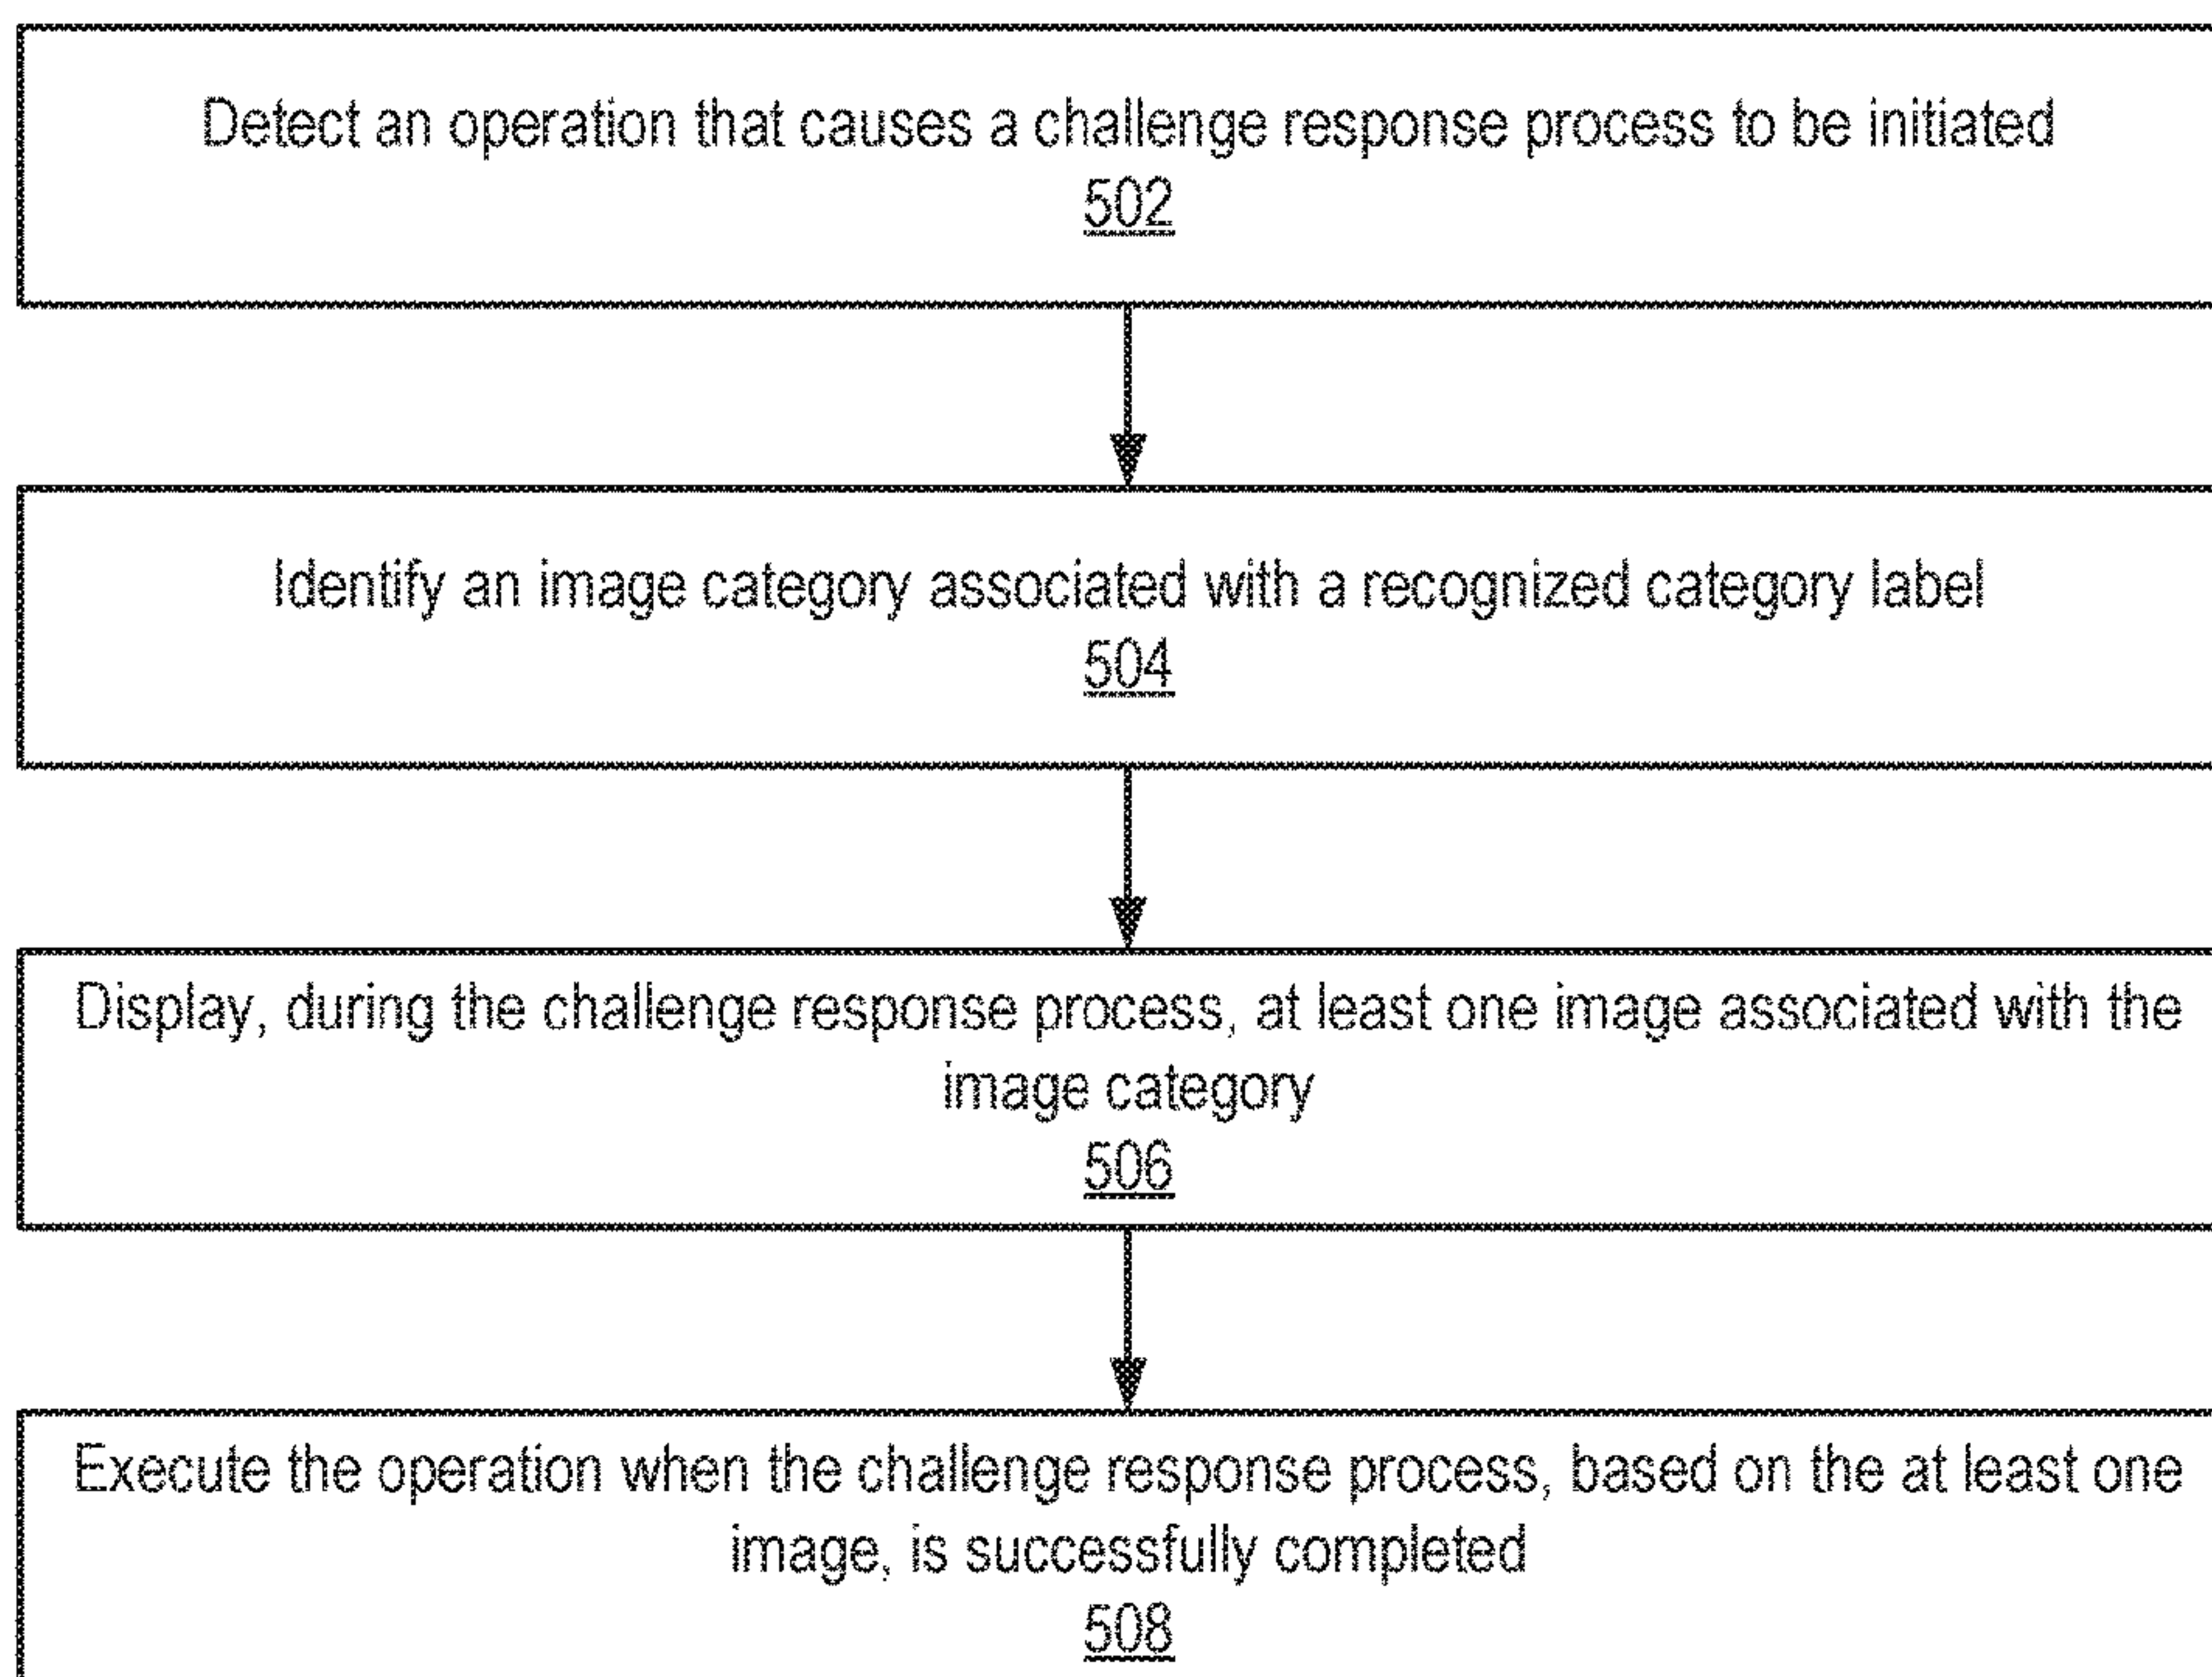 Detect an operation that causes a challenge response process to be initiated
502
Identify an image category associated with a recognized category label
504
Display, during the challenge response process, at least one image associated with the
image category
506
Execute the operation when the challenge response process, based on the at least one
image, is successfully completed
508